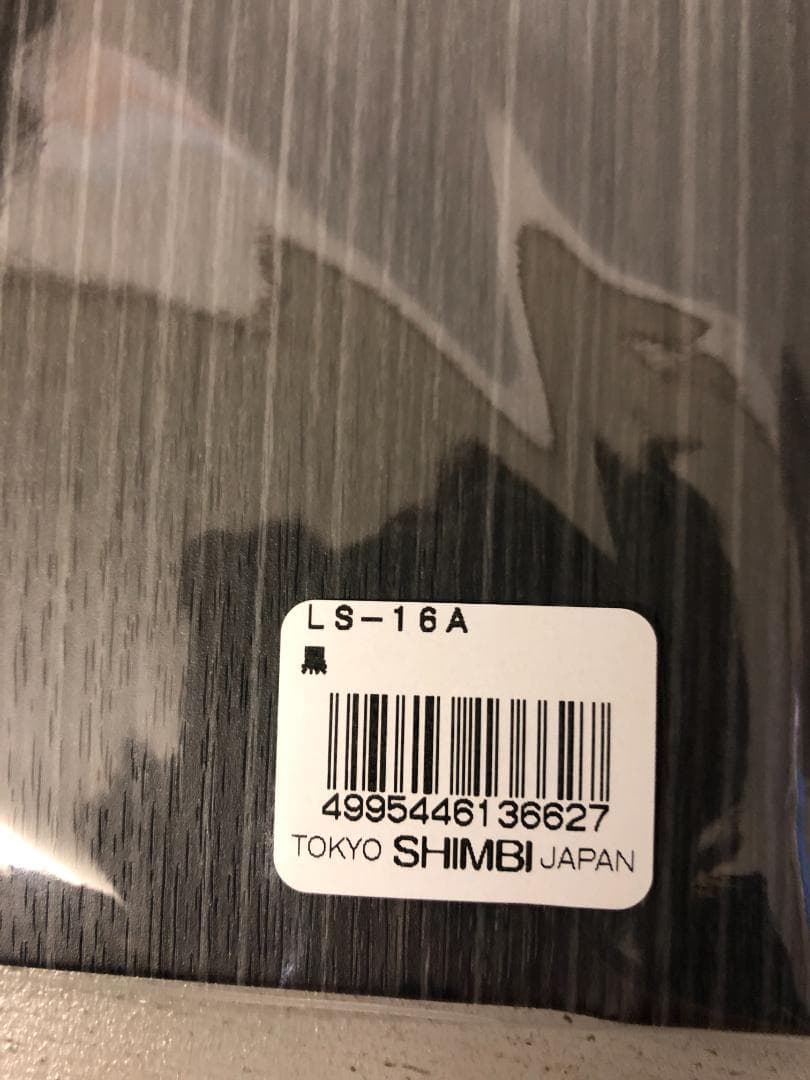 LS-16A
黒
4995446136627
TOKYO SHIMBI JAPAN